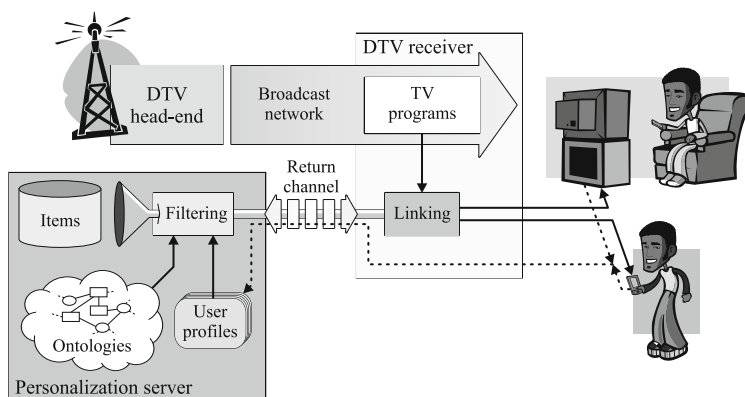 DTV receiver
DTV
head-end
Broadcast
network
TV
programs
Return
channel
Items
Filtering
Linking
Ontologies
User
profiles
Personalization server